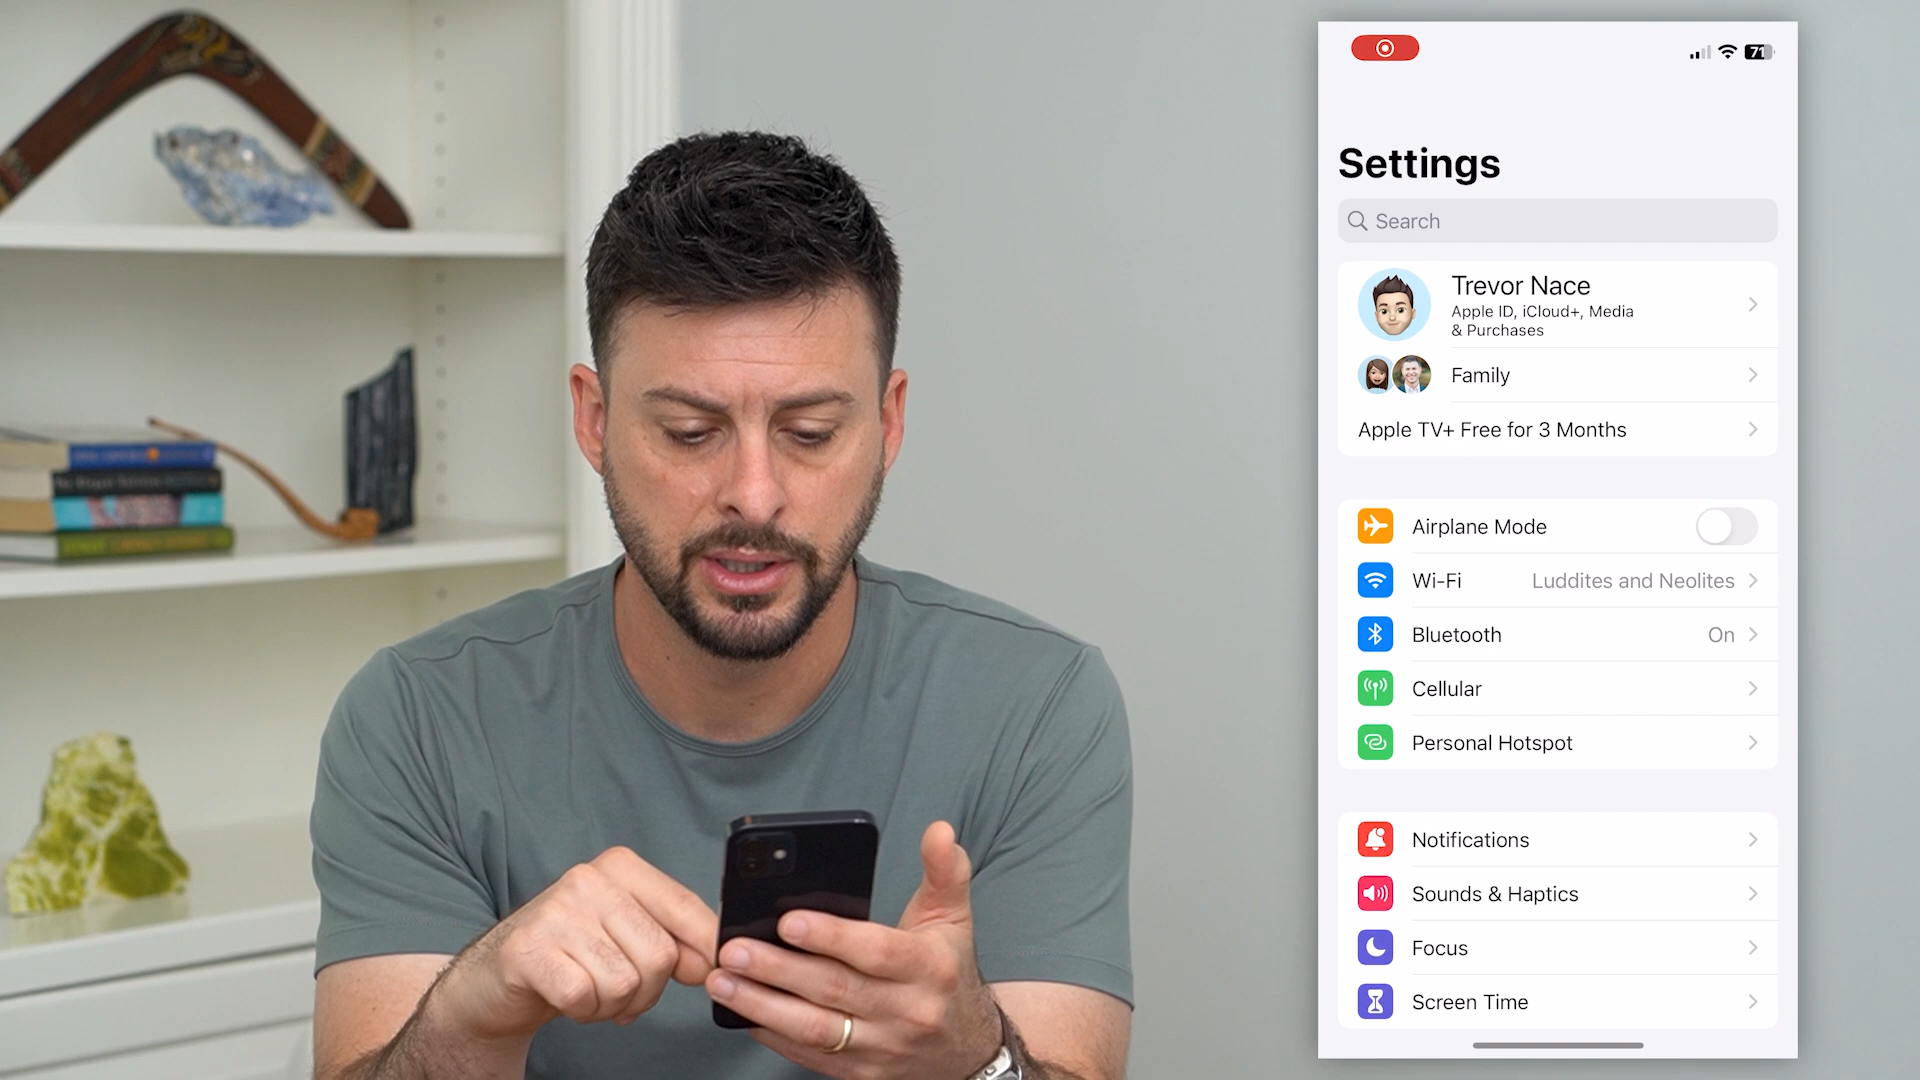 71
Settings
Search
Trevor Nace
Apple ID, iCloud+, Media
& Purchases
Family
Apple TV+ Free for 3 Months
Airplane Mode
Wi-Fi Luddites and Neolites
Bluetooth On
Cellular
Personal Hotspot
Notifications
Sounds & Haptics
Focus
Screen Time